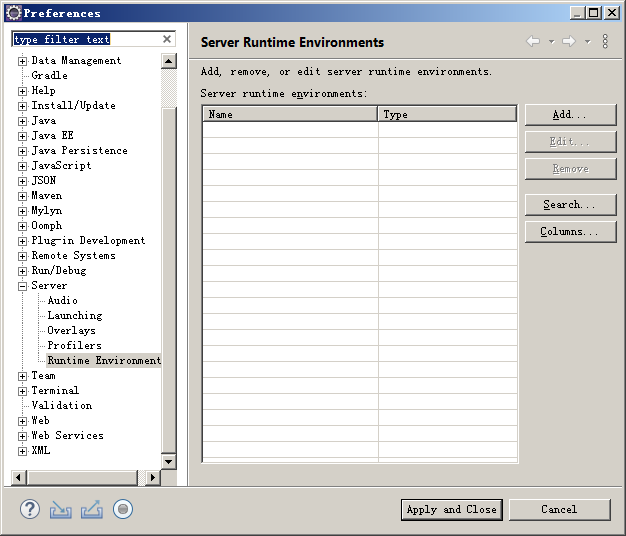 Preferences
type filter text
Data Management
Gradle
Help
Install/Update
Java
Java EE
Java Persistence
JavaScript
JSON
Maven
Mylyn
Oomph
Plug-in Development
Remote Systems
Run/Debug
Server
Audio
Launching
Overlays
Profilers
Runtime Environment
Team
Terminal
Validation
Web
Web Services
XML
Server Runtime Environments
Add, remove, or edit server runtime environments.
Server runtime environments:
Name Type
Add...
Edit...
Remove
Search...
Columns...
Apply and Close Cancel